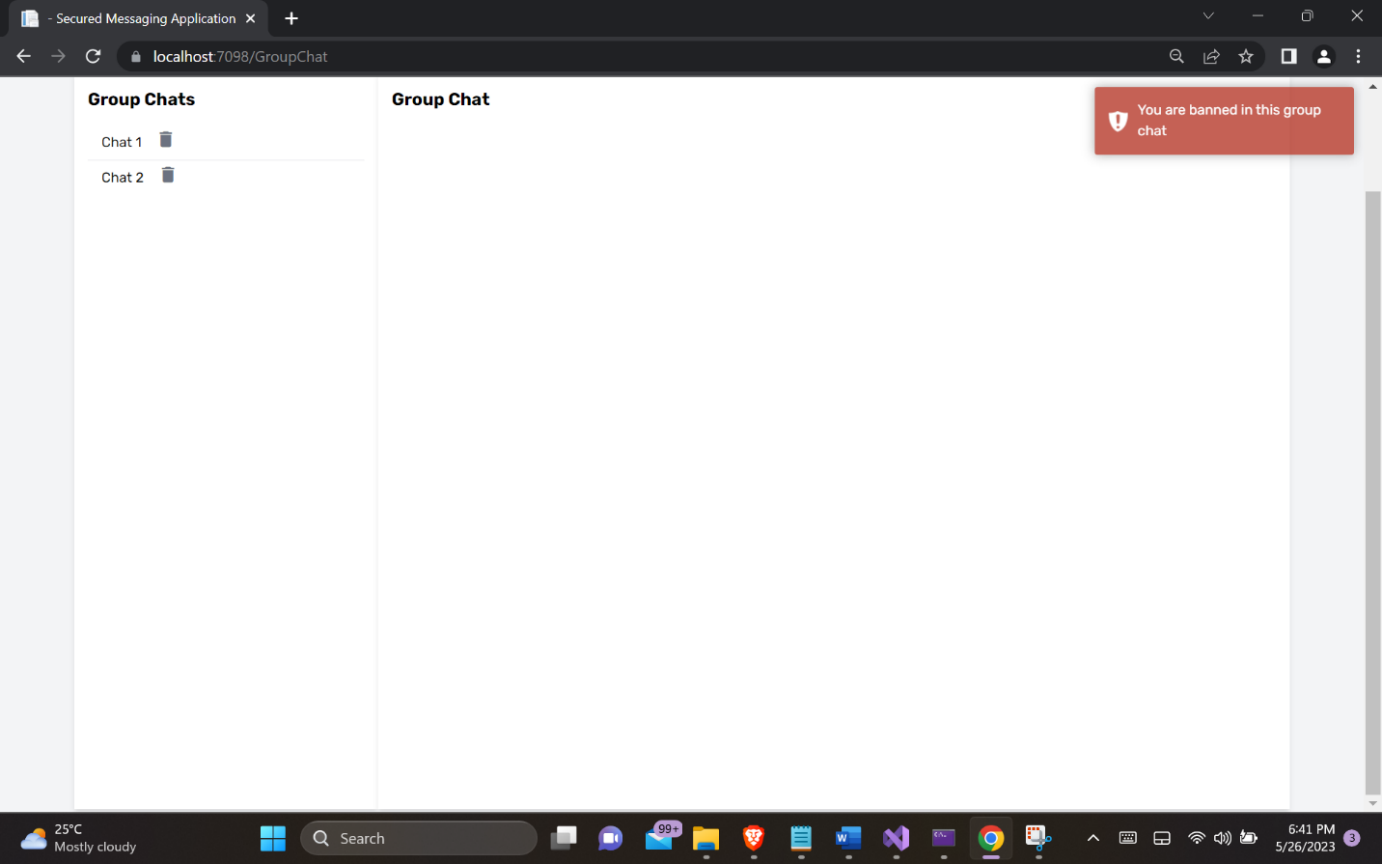 - Secured Messaging Application
localhost:7098/GroupChat
Group Chats
Group Chat
You are banned in this group
chat
Chat 1
Chat 2
25°C
Mostly cloudy
Search
99+
6:41 PM
5/26/2023
3